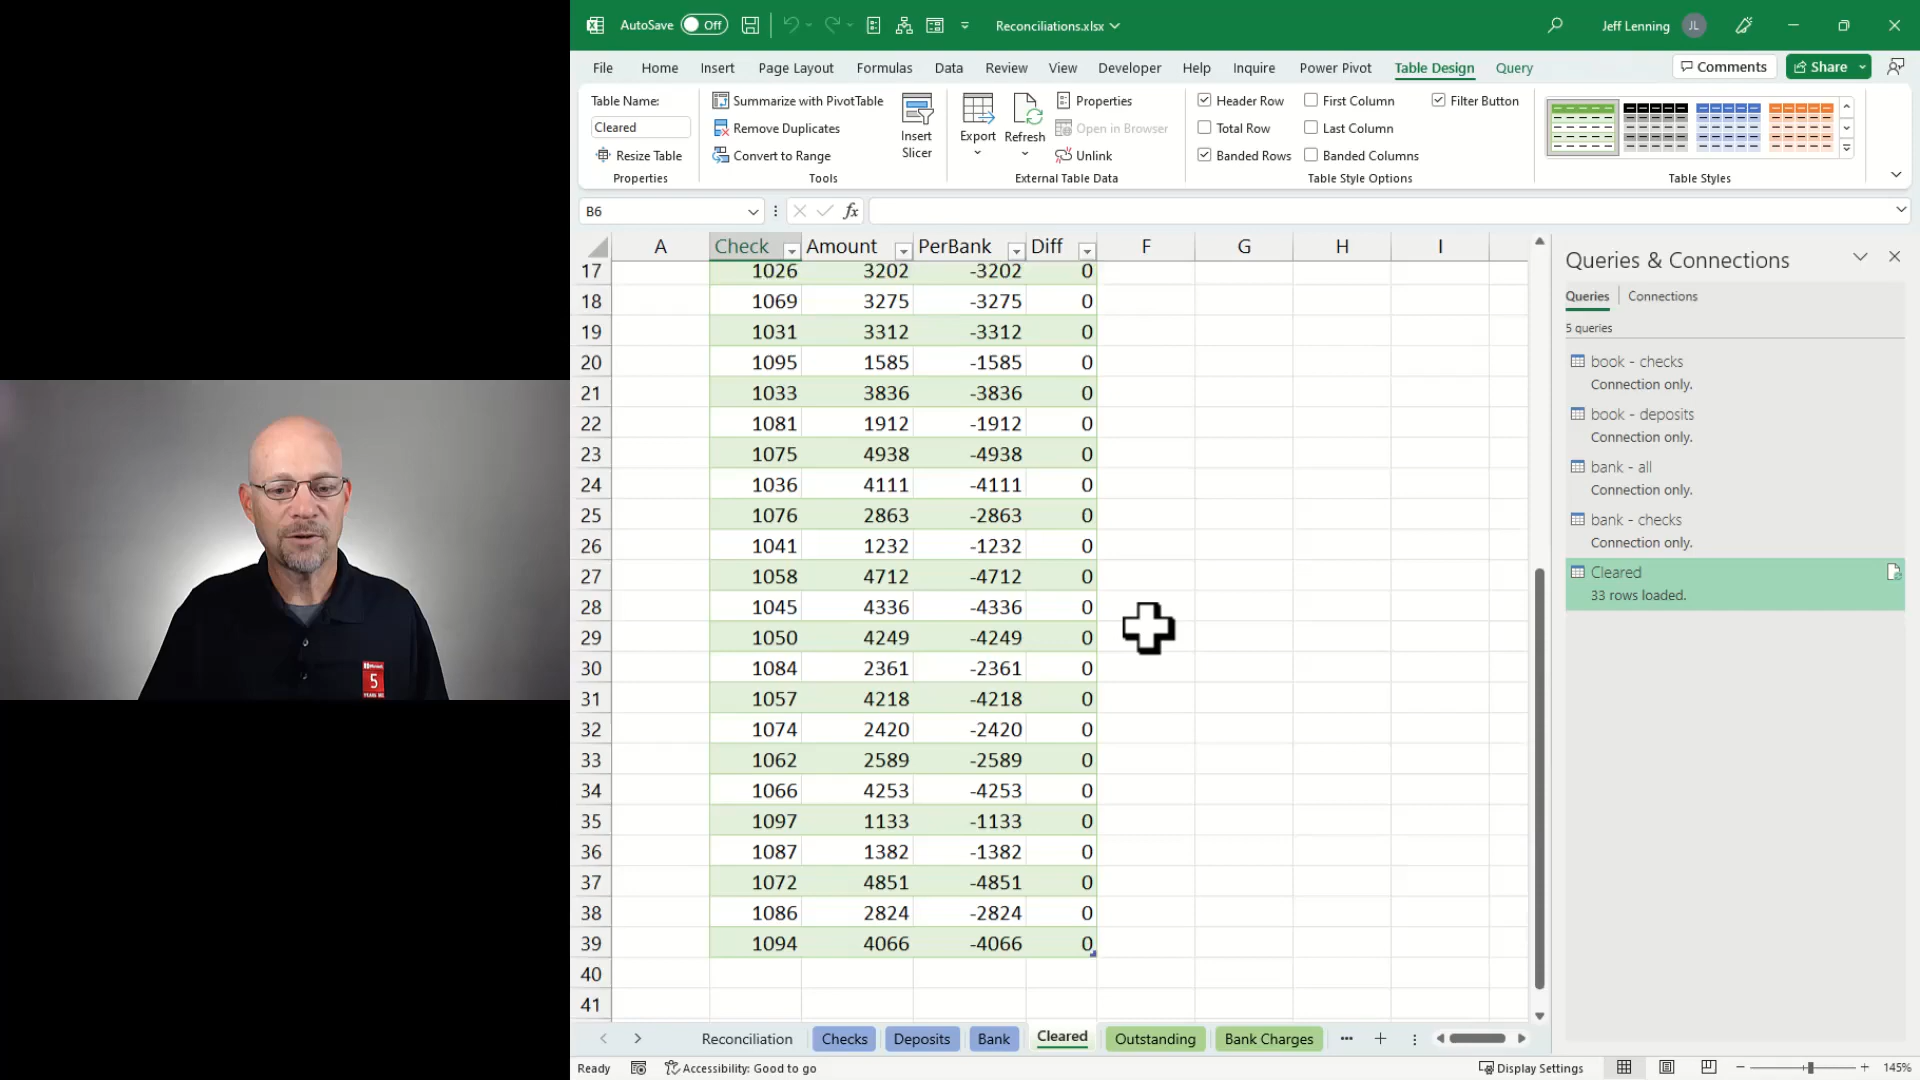 AutoSave Off Reconciliations.xlsx Jeff Lenning JL
File Home Insert Page Layout Formulas Data Review View Developer Help Inquire Power Pivot Table Design Query Comments Share
Table Name:
Cleared
Resize Table
Properties
Summarize with PivotTable
Remove Duplicates
Convert to Range
Tools
Insert Slicer
Export
Refresh
Properties
Open in Browser
Unlink
External Table Data
Header Row First Column Filter Button
Total Row Last Column
Banded Rows Banded Columns
Table Style Options
Table Styles
B6 fx
A Check Amount PerBank Diff F G H I
17 1026 3202 -3202 0
18 1069 3275 -3275 0
19 1031 3312 -3312 0
20 1095 1585 -1585 0
21 1033 3836 -3836 0
22 1081 1912 -1912 0
23 1075 4938 -4938 0
24 1036 4111 -4111 0
25 1076 2863 -2863 0
26 1041 1232 -1232 0
27 1058 4712 -4712 0
28 1045 4336 -4336 0
29 1050 4249 -4249 0
30 1084 2361 -2361 0
31 1057 4218 -4218 0
32 1074 2420 -2420 0
33 1062 2589 -2589 0
34 1066 4253 -4253 0
35 1097 1133 -1133 0
36 1087 1382 -1382 0
37 1072 4851 -4851 0
38 1086 2824 -2824 0
39 1094 4066 -4066 0
40
41
Queries & Connections
Queries Connections
5 queries
book - checks
Connection only.
book - deposits
Connection only.
bank - all
Connection only.
bank - checks
Connection only.
Cleared
33 rows loaded.
5
Reconciliation Checks Deposits Bank Cleared Outstanding Bank Charges
Ready Accessibility: Good to go Display Settings 145%